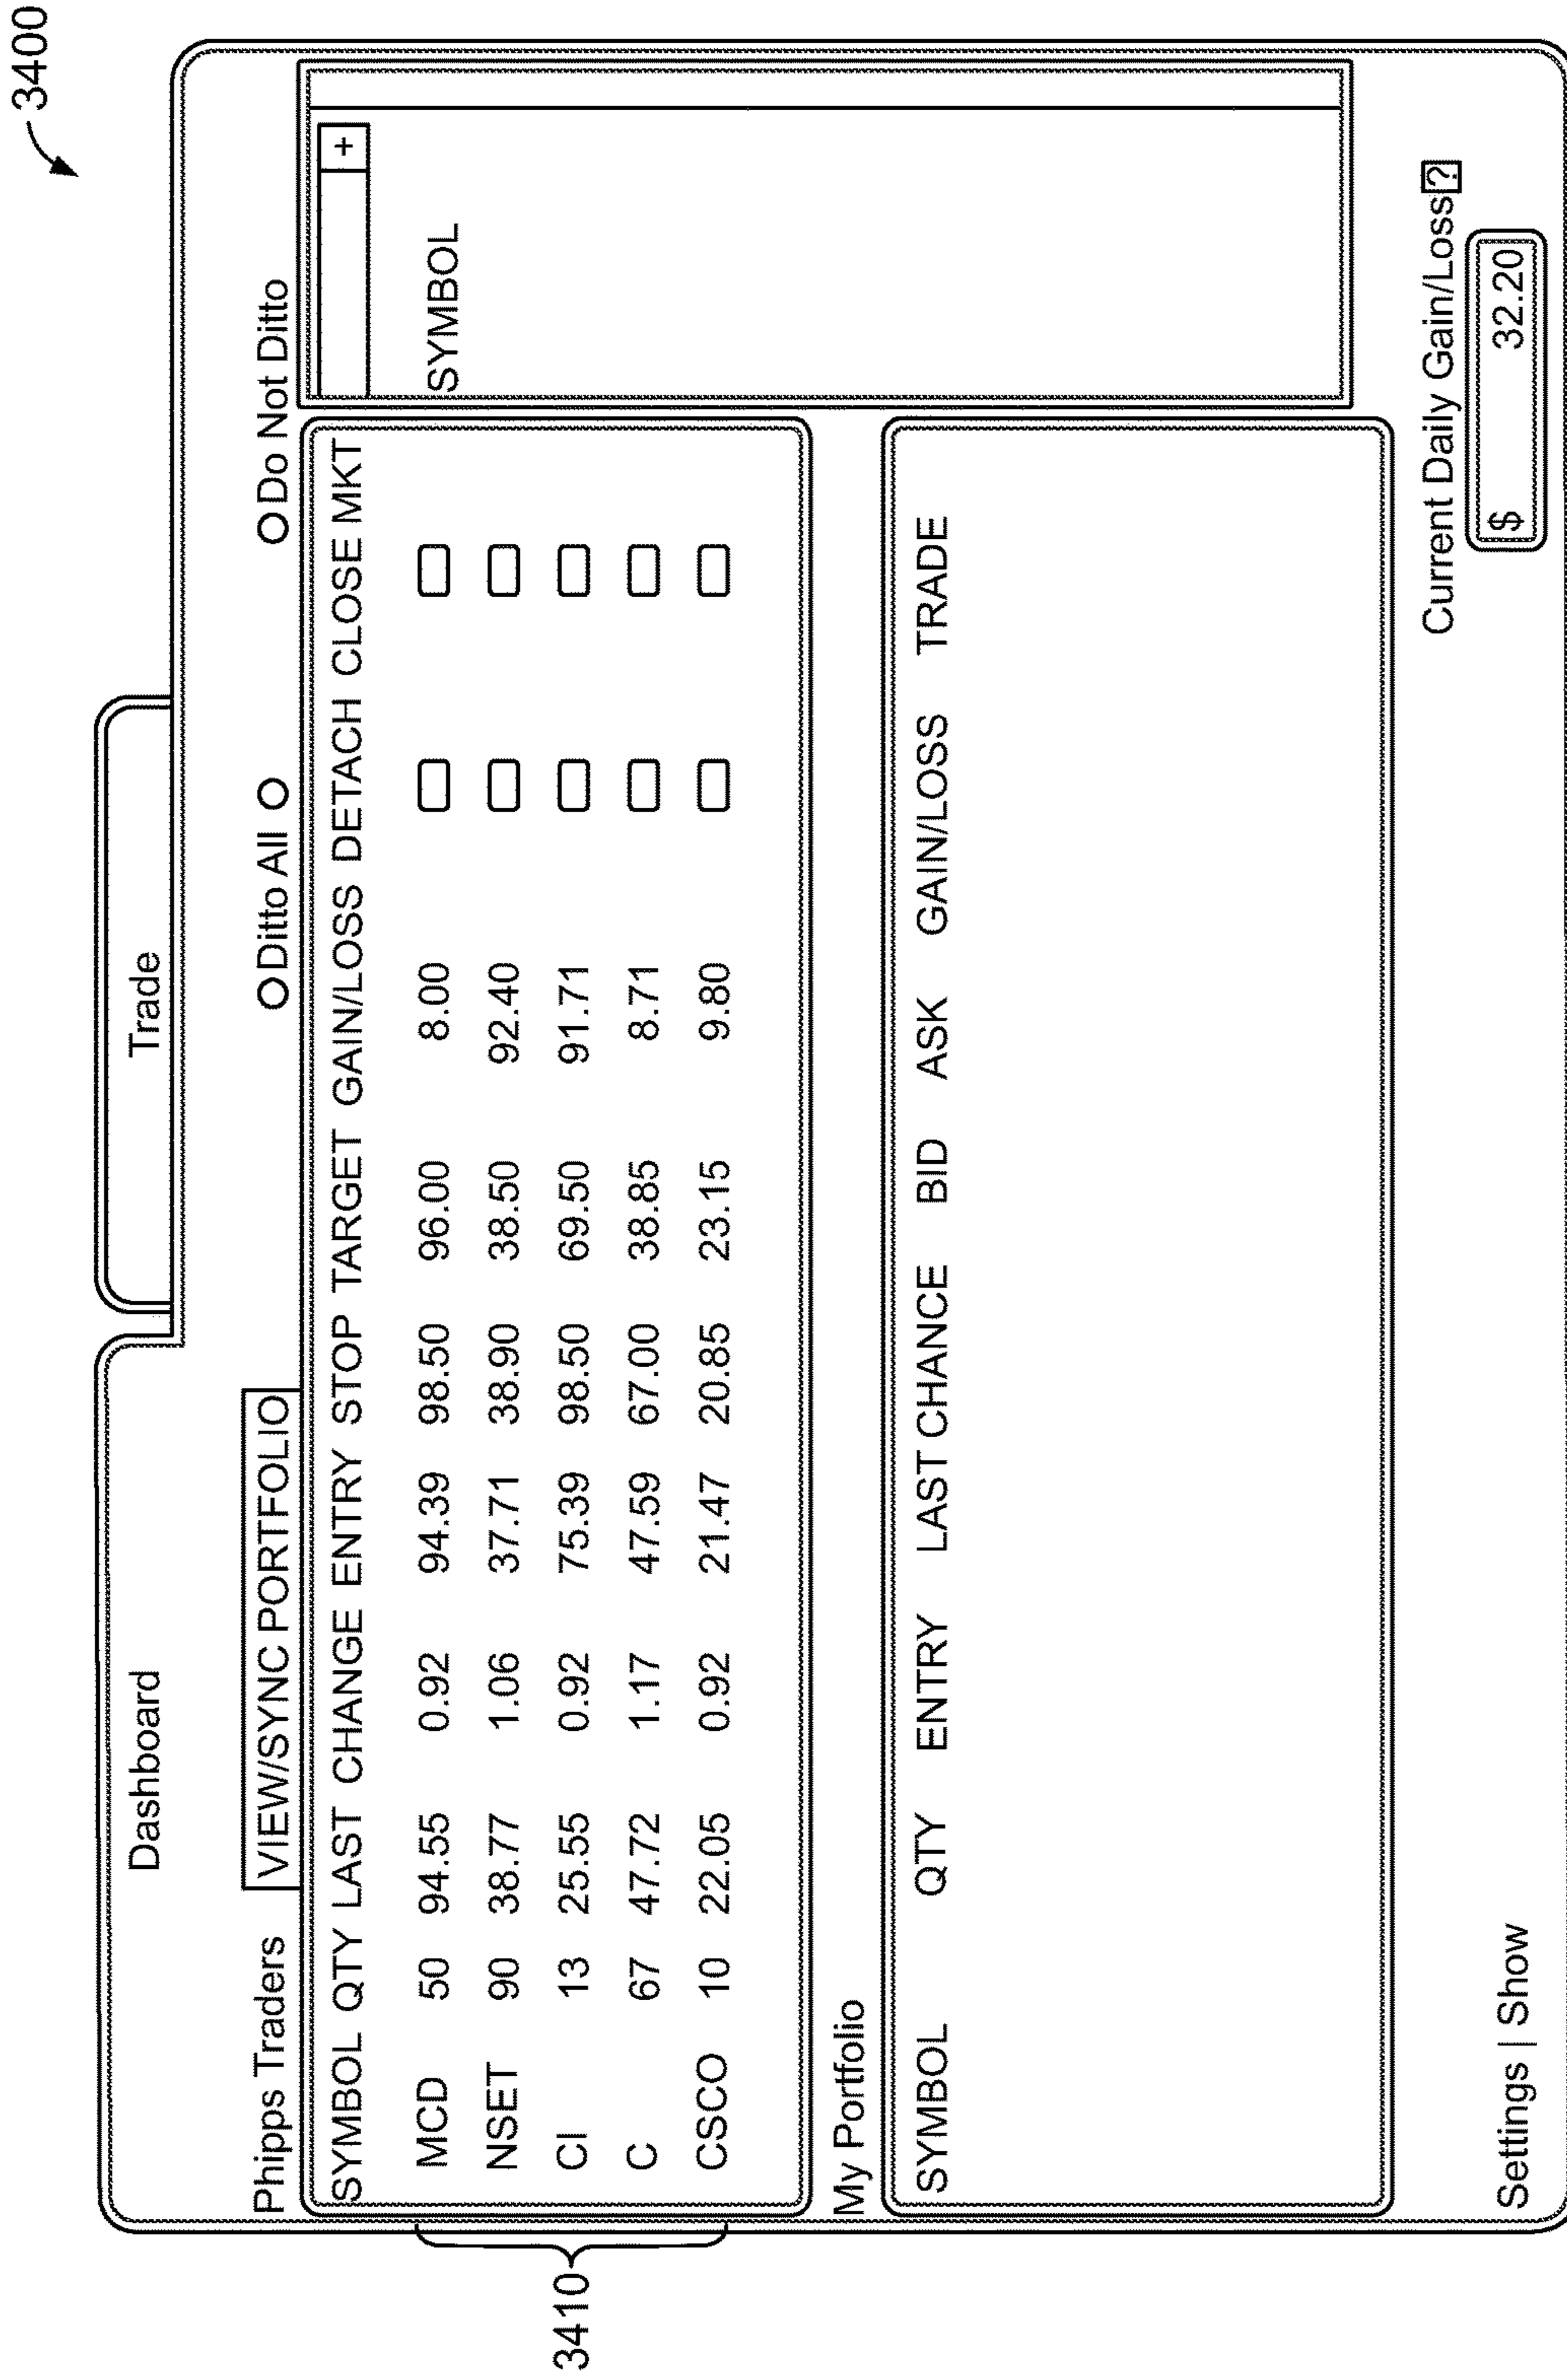 3400
Dashboard
Trade
Phipps Traders
VIEW/SYNC PORTFOLIO
Ditto All
Do Not Ditto
SYMBOL QTY LAST CHANGE ENTRY STOP TARGET GAIN/LOSS DETACH CLOSE MKT
MCD 50 94.55 0.92 94.39 98.50 96.00 8.00
NSET 90 38.77 1.06 37.71 38.90 38.50 92.40
CI 13 25.55 0.92 75.39 98.50 69.50 91.71
C 67 47.72 1.17 47.59 67.00 38.85 8.71
CSCO 10 22.05 0.92 21.47 20.85 23.15 9.80
3410
+
SYMBOL
My Portfolio
SYMBOL QTY ENTRY LAST CHANCE BID ASK GAIN/LOSS TRADE
Current Daily Gain/Loss ?
$ 32.20
Settings | Show